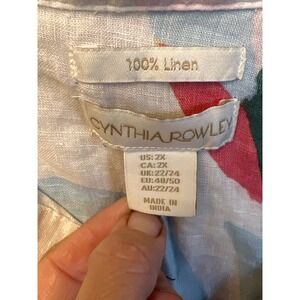 100% Linen
CYNTHIA ROWLEY
US: 2X
CA: 2X
UK: 22/24
EU: 48/50
AU: 22/24
MADE IN
INDIA